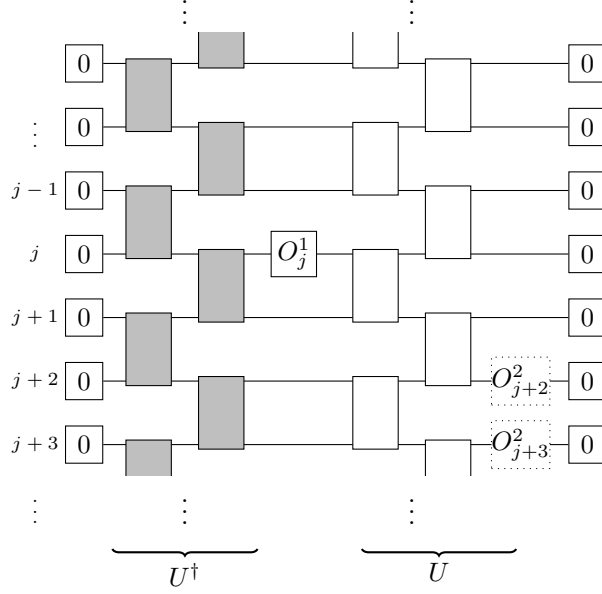 ⋮ ⋮
0 0
⋮ 0 0
j − 1 0 0
j 0 O_j^1 0
j + 1 0 0
j + 2 0 O_{j+2}^2 0
j + 3 0 O_{j+3}^2 0
⋮ ⋮ ⋮
U† U